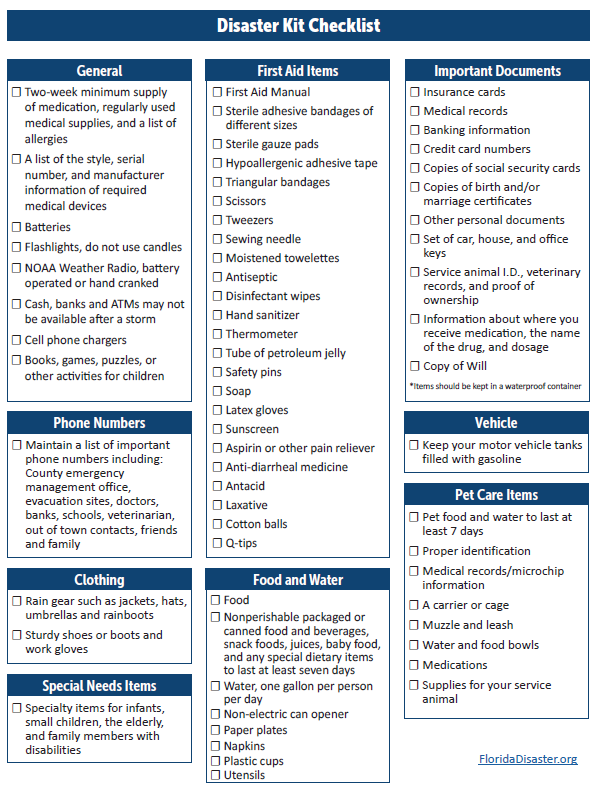 Disaster Kit Checklist
General
☐ Two-week minimum supply
of medication, regularly used
medical supplies, and a list of
allergies
☐ A list of the style, serial
number, and manufacturer
information of required
medical devices
☐ Batteries
☐ Flashlights, do not use candles
☐ NOAA Weather Radio, battery
operated or hand cranked
☐ Cash, banks and ATMs may not
be available after a storm
☐ Cell phone chargers
☐ Books, games, puzzles, or
other activities for children
Phone Numbers
☐ Maintain a list of important
phone numbers including:
County emergency
management office,
evacuation sites, doctors,
banks, schools, veterinarian,
out of town contacts, friends
and family
Clothing
☐ Rain gear such as jackets, hats,
umbrellas and rainboots
☐ Sturdy shoes or boots and
work gloves
Special Needs Items
☐ Specialty items for infants,
small children, the elderly,
and family members with
disabilities
First Aid Items
☐ First Aid Manual
☐ Sterile adhesive bandages of
different sizes
☐ Sterile gauze pads
☐ Hypoallergenic adhesive tape
☐ Triangular bandages
☐ Scissors
☐ Tweezers
☐ Sewing needle
☐ Moistened towelettes
☐ Antiseptic
☐ Disinfectant wipes
☐ Hand sanitizer
☐ Thermometer
☐ Tube of petroleum jelly
☐ Safety pins
☐ Soap
☐ Latex gloves
☐ Sunscreen
☐ Aspirin or other pain reliever
☐ Anti-diarrheal medicine
☐ Antacid
☐ Laxative
☐ Cotton balls
☐ Q-tips
Food and Water
☐ Food
☐ Nonperishable packaged or
canned food and beverages,
snack foods, juices, baby food,
and any special dietary items
to last at least seven days
☐ Water, one gallon per person
per day
☐ Non-electric can opener
☐ Paper plates
☐ Napkins
☐ Plastic cups
☐ Utensils
Important Documents
☐ Insurance cards
☐ Medical records
☐ Banking information
☐ Credit card numbers
☐ Copies of social security cards
☐ Copies of birth and/or
marriage certificates
☐ Other personal documents
☐ Set of car, house, and office
keys
☐ Service animal I.D., veterinary
records, and proof of
ownership
☐ Information about where you
receive medication, the name
of the drug, and dosage
☐ Copy of Will
*Items should be kept in a waterproof container
Vehicle
☐ Keep your motor vehicle tanks
filled with gasoline
Pet Care Items
☐ Pet food and water to last at
least 7 days
☐ Proper identification
☐ Medical records/microchip
information
☐ A carrier or cage
☐ Muzzle and leash
☐ Water and food bowls
☐ Medications
☐ Supplies for your service
animal
FloridaDisaster.org